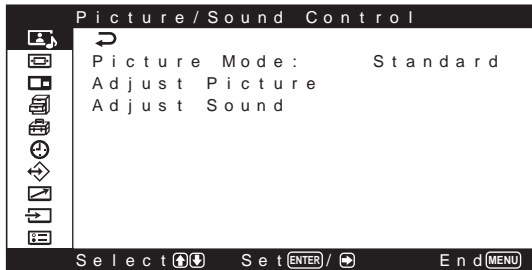 Picture/Sound Control
Picture Mode: Standard
Adjust Picture
Adjust Sound
Select Set ENTER / End MENU